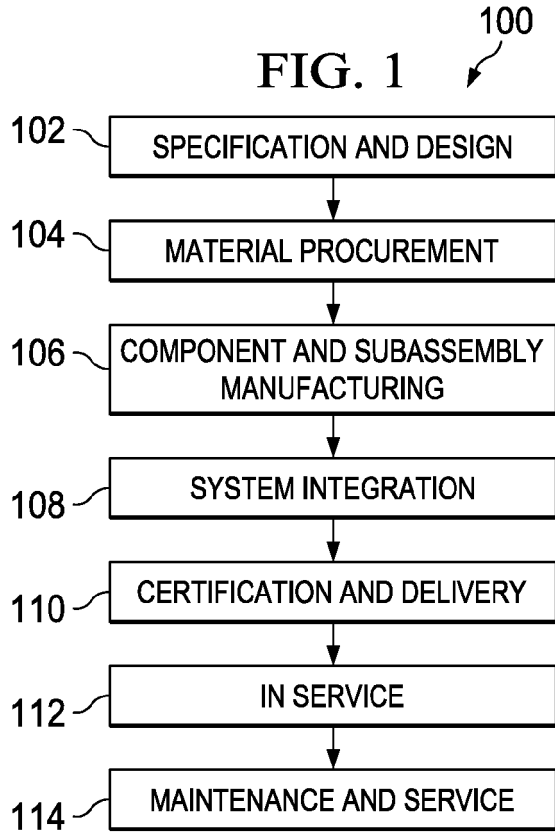 100
FIG. 1
102
SPECIFICATION AND DESIGN
104
MATERIAL PROCUREMENT
106
COMPONENT AND SUBASSEMBLY
MANUFACTURING
108
SYSTEM INTEGRATION
110
CERTIFICATION AND DELIVERY
112
IN SERVICE
114
MAINTENANCE AND SERVICE